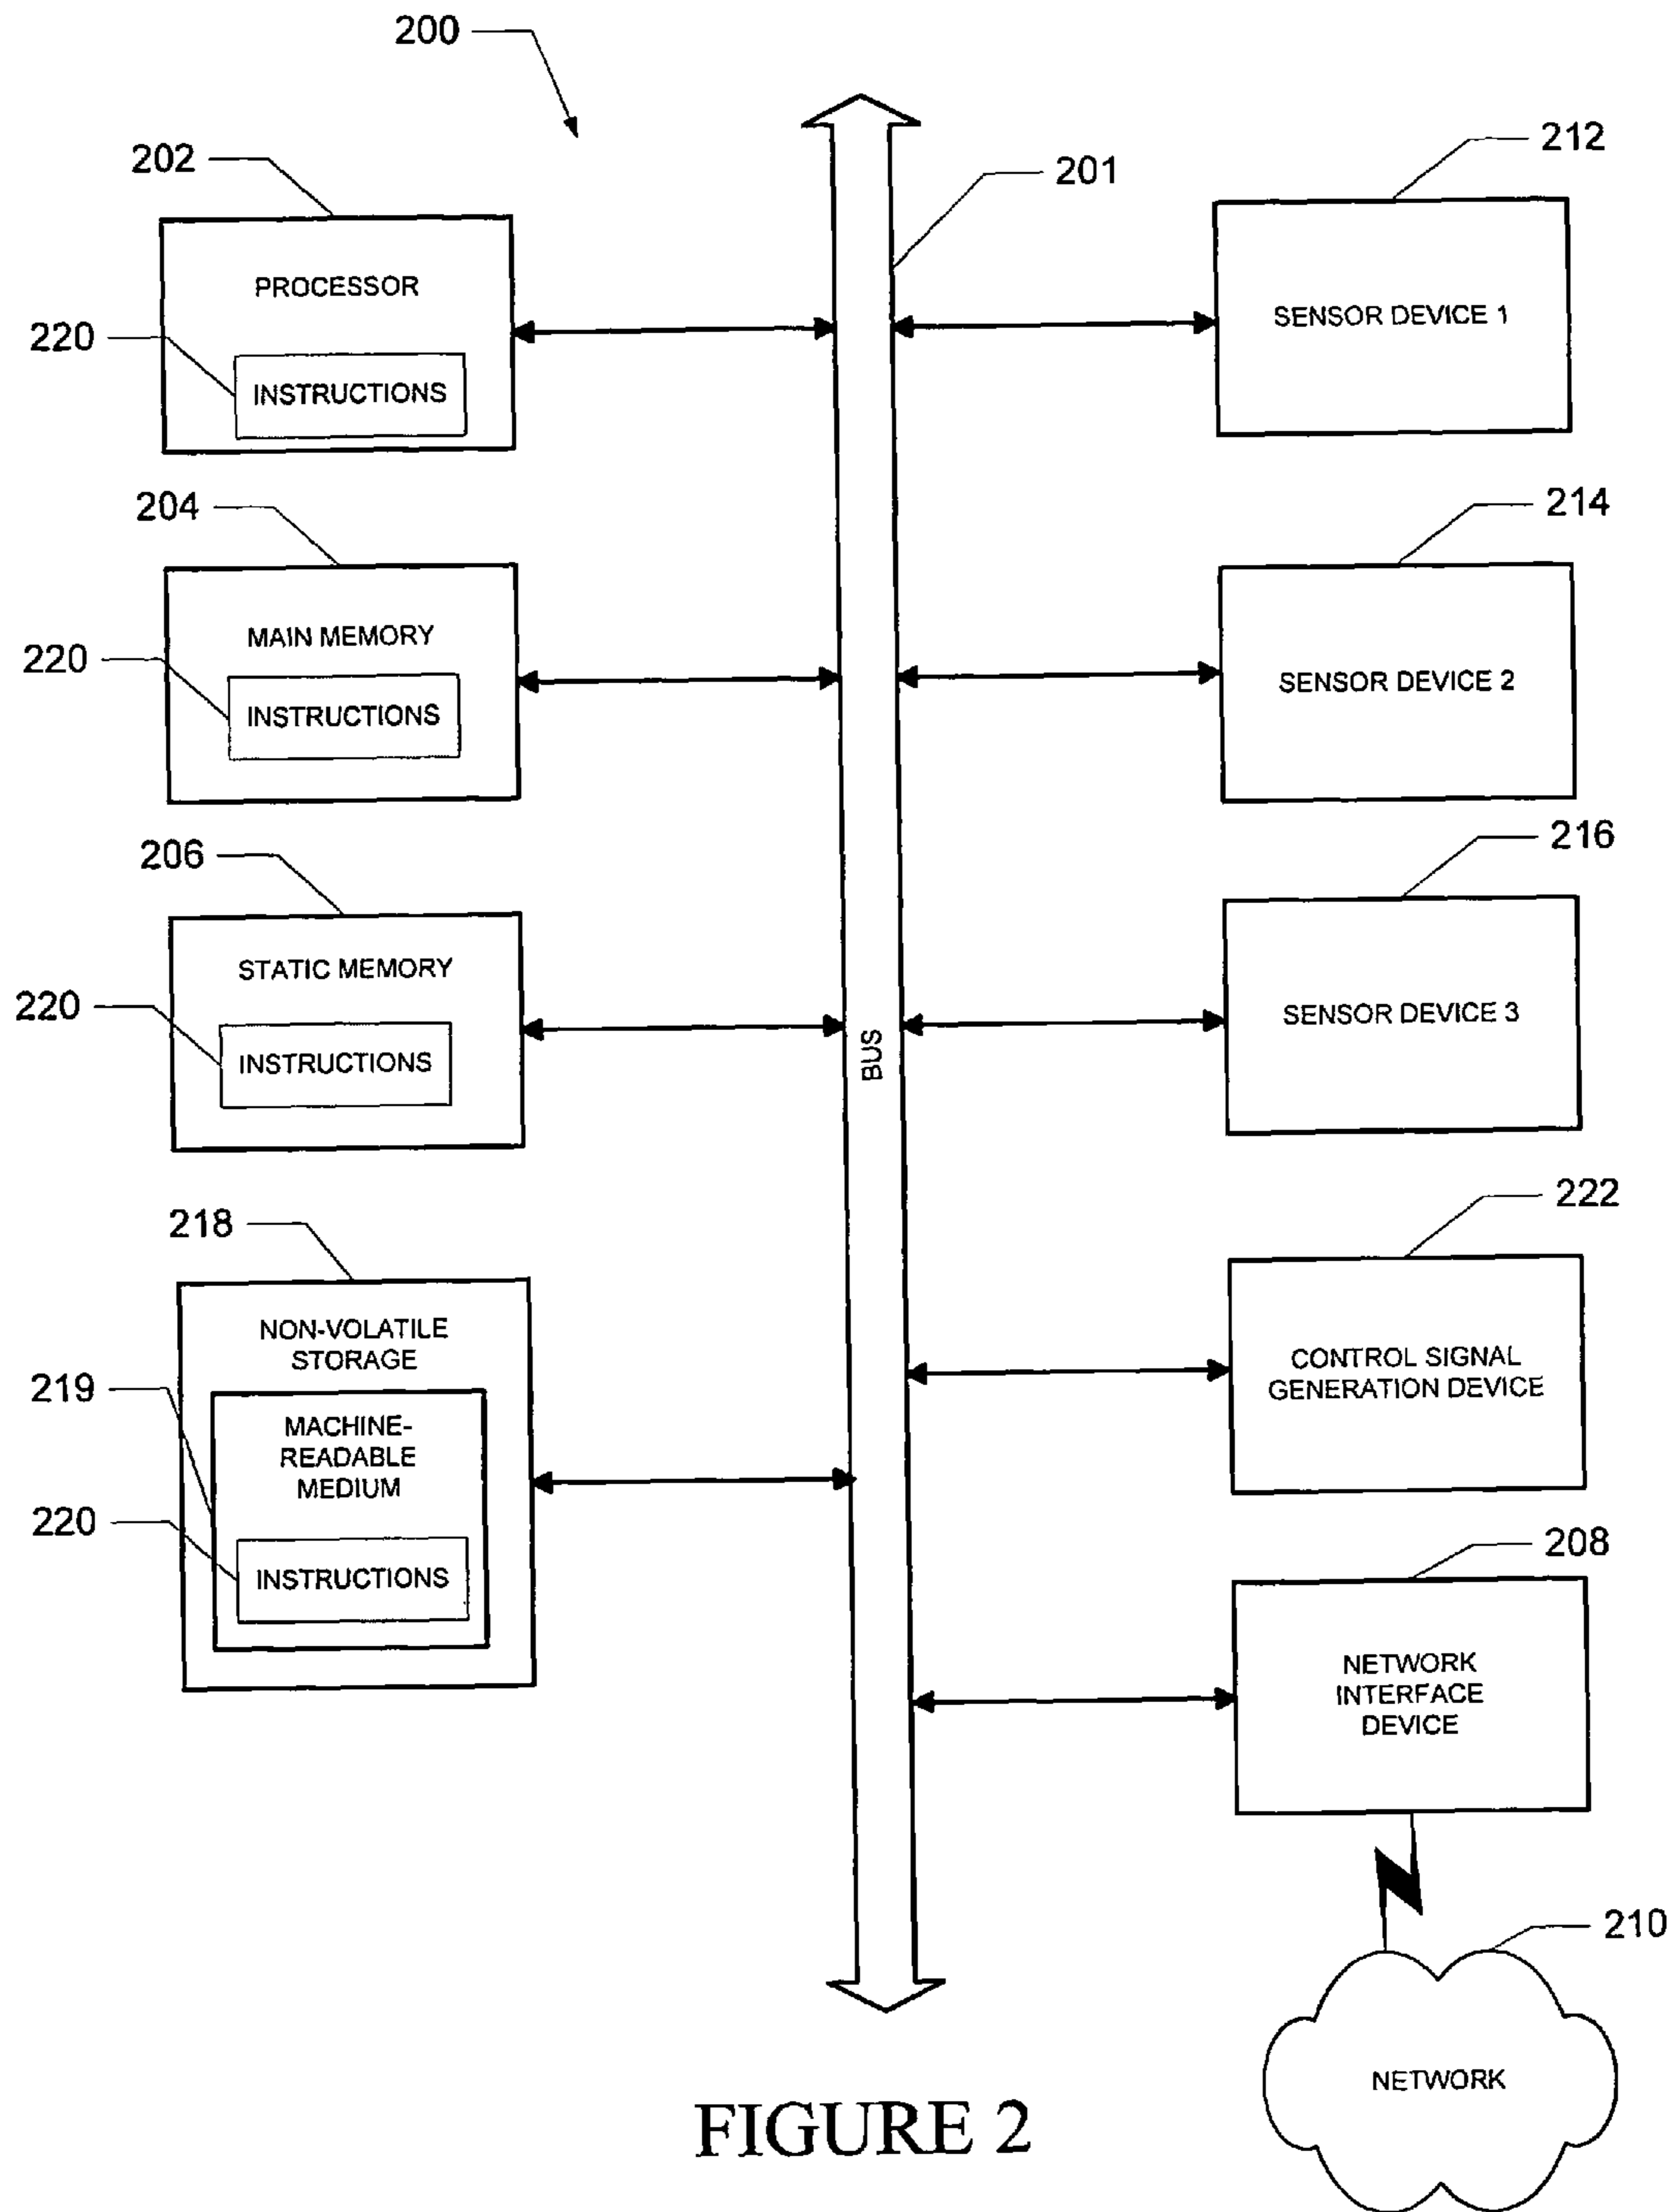 200
202
PROCESSOR
220
INSTRUCTIONS
204
MAIN MEMORY
220
INSTRUCTIONS
206
STATIC MEMORY
220
INSTRUCTIONS
218
NON-VOLATILE
STORAGE
219
MACHINE-
READABLE
MEDIUM
220
INSTRUCTIONS
201
BUS
212
SENSOR DEVICE 1
214
SENSOR DEVICE 2
216
SENSOR DEVICE 3
222
CONTROL SIGNAL
GENERATION DEVICE
208
NETWORK
INTERFACE
DEVICE
210
NETWORK
FIGURE 2